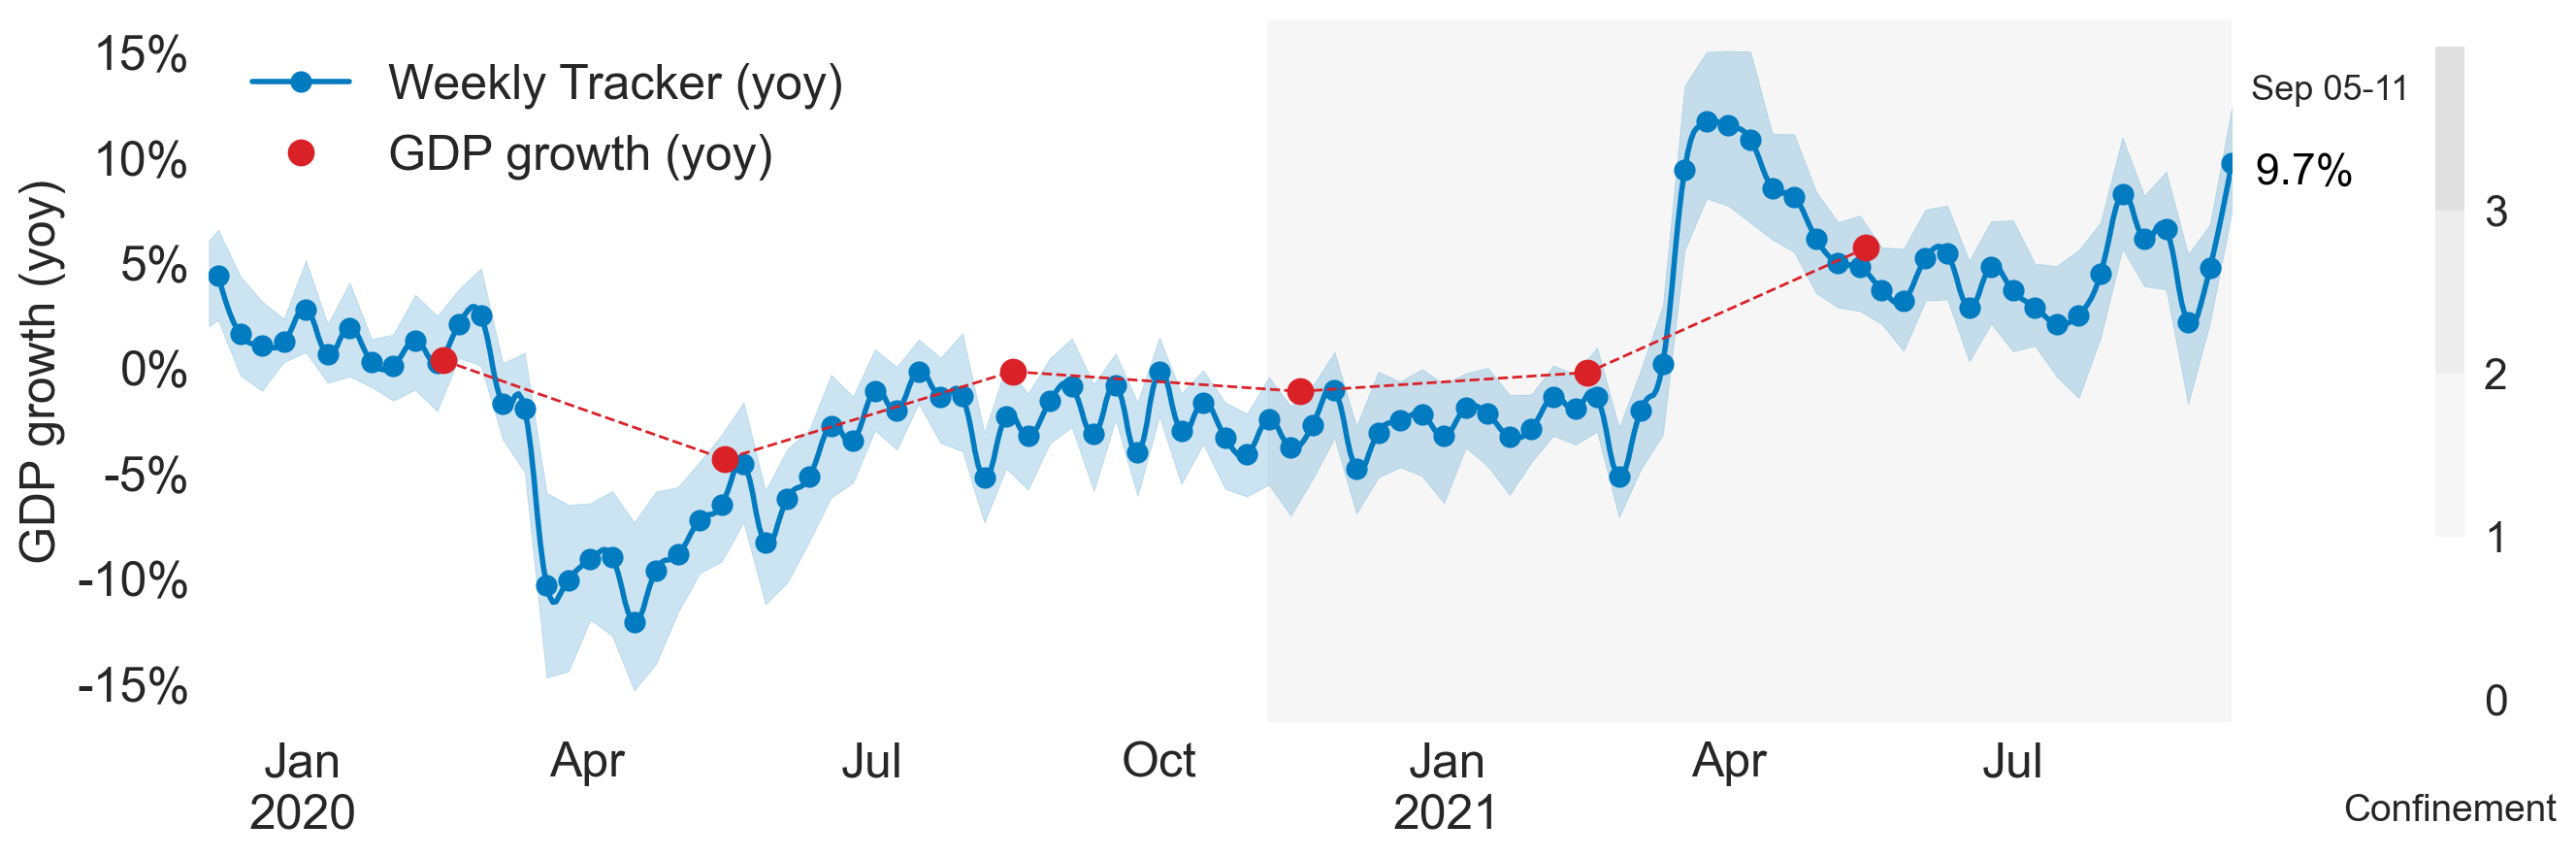 GDP growth (yoy)
15%
10%
5%
0%
-5%
-10%
-15%
Weekly Tracker (yoy)
GDP growth (yoy)
Sep 05-11
9.7%
3
2
1
0
Jan
2020
Apr
Jul
Oct
Jan
2021
Apr
Jul
Confinement